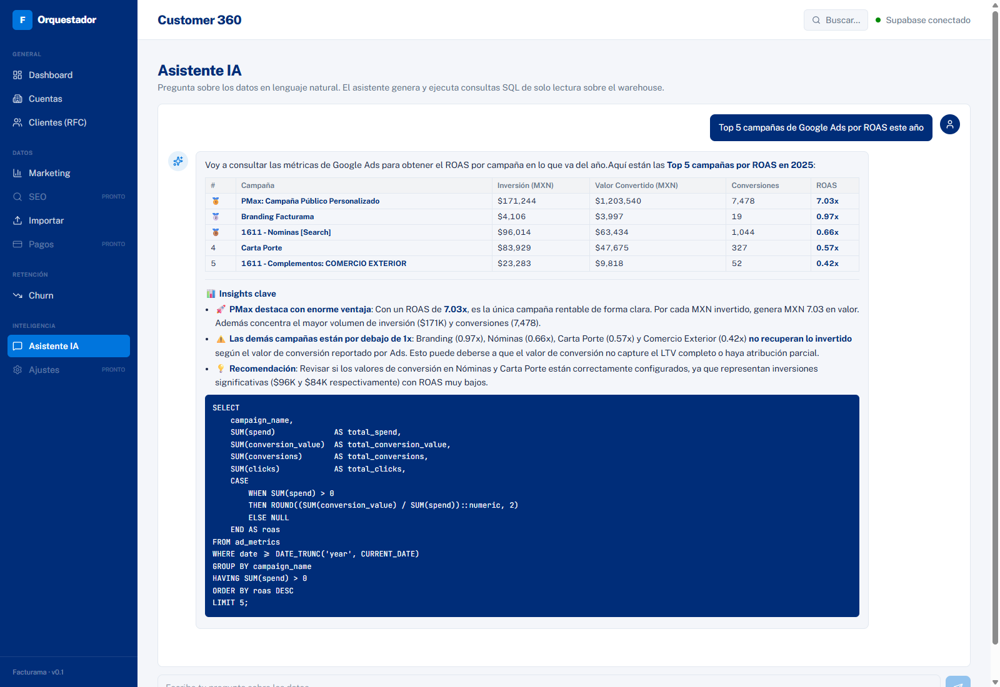 F Orquestador
GENERAL
Dashboard
Cuentas
Clientes (RFC)
DATOS
Marketing
SEO PRONTO
Importar
Pagos PRONTO
RETENCIÓN
Churn
INTELIGENCIA
Asistente IA
Ajustes PRONTO
Facturama · v0.1
Customer 360
Buscar...
Supabase conectado
Asistente IA
Pregunta sobre los datos en lenguaje natural. El asistente genera y ejecuta consultas SQL de solo lectura sobre el warehouse.
Top 5 campañas de Google Ads por ROAS este año
Voy a consultar las métricas de Google Ads para obtener el ROAS por campaña en lo que va del año.Aquí están las Top 5 campañas por ROAS en 2025:
# Campaña Inversión (MXN) Valor Convertido (MXN) Conversiones ROAS
🥇 PMax: Campaña Público Personalizado $171,244 $1,203,540 7,478 7.03x
🥈 Branding Facturama $4,106 $3,997 19 0.97x
🥉 1611 - Nominas [Search] $96,014 $63,434 1,044 0.66x
4 Carta Porte $83,929 $47,675 327 0.57x
5 1611 - Complementos: COMERCIO EXTERIOR $23,283 $9,818 52 0.42x
📊 Insights clave
• 🚀 PMax destaca con enorme ventaja: Con un ROAS de 7.03x, es la única campaña rentable de forma clara. Por cada MXN invertido, genera MXN 7.03 en valor.
Además concentra el mayor volumen de inversión ($171K) y conversiones (7,478).
• ⚠️ Las demás campañas están por debajo de 1x: Branding (0.97x), Nóminas (0.66x), Carta Porte (0.57x) y Comercio Exterior (0.42x) no recuperan lo invertido
según el valor de conversión reportado por Ads. Esto puede deberse a que el valor de conversión no capture el LTV completo o haya atribución parcial.
• 💡 Recomendación: Revisar si los valores de conversión en Nóminas y Carta Porte están correctamente configurados, ya que representan inversiones
significativas ($96K y $84K respectivamente) con ROAS muy bajos.
SELECT
campaign_name,
SUM(spend) AS total_spend,
SUM(conversion_value) AS total_conversion_value,
SUM(conversions) AS total_conversions,
SUM(clicks) AS total_clicks,
CASE
WHEN SUM(spend) > 0
THEN ROUND((SUM(conversion_value) / SUM(spend))::numeric, 2)
ELSE NULL
END AS roas
FROM ad_metrics
WHERE date >= DATE_TRUNC('year', CURRENT_DATE)
GROUP BY campaign_name
HAVING SUM(spend) > 0
ORDER BY roas DESC
LIMIT 5;
Escribe tu pregunta sobre los datos...